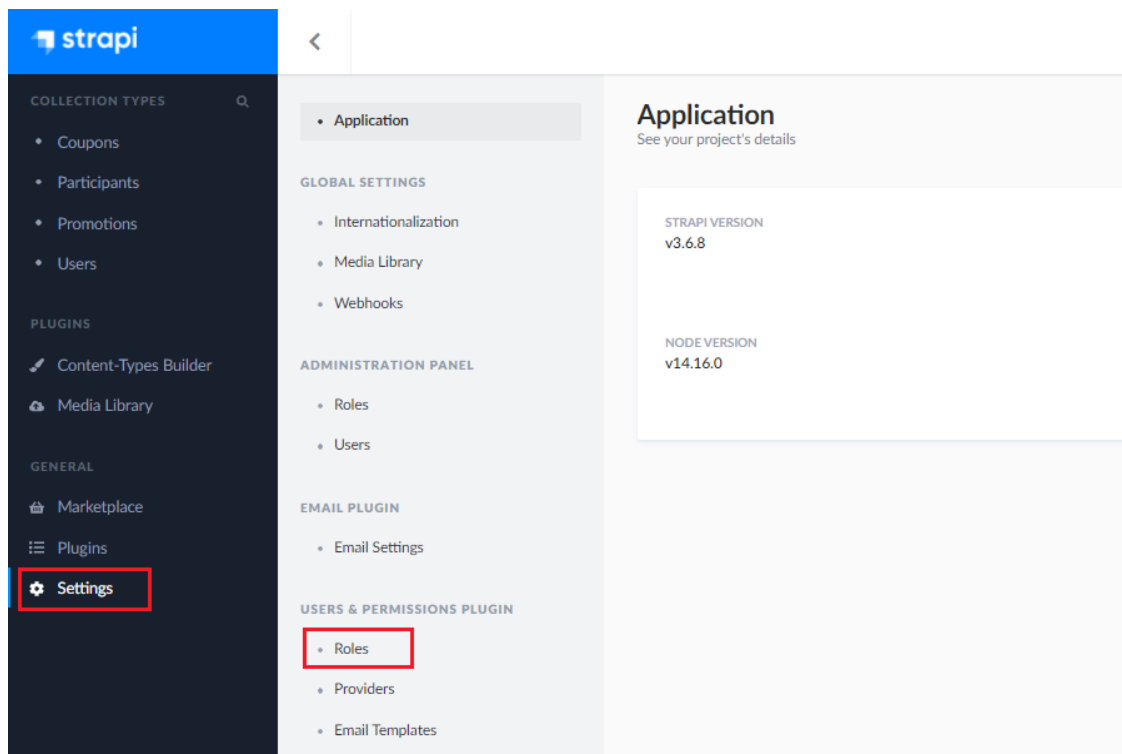 strapi
COLLECTION TYPES
Coupons
Participants
Promotions
Users
PLUGINS
Content-Types Builder
Media Library
GENERAL
Marketplace
Plugins
Settings
Application
GLOBAL SETTINGS
Internationalization
Media Library
Webhooks
ADMINISTRATION PANEL
Roles
Users
EMAIL PLUGIN
Email Settings
USERS & PERMISSIONS PLUGIN
Roles
Providers
Email Templates
Application
See your project's details
STRAPI VERSION
v3.6.8
NODE VERSION
v14.16.0